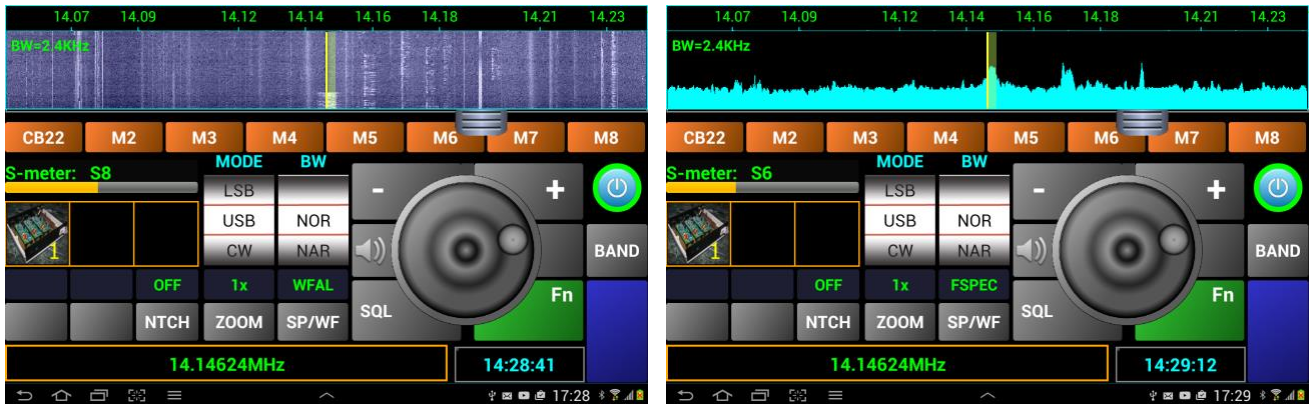 14.07 14.09 14.12 14.14 14.16 14.18 14.21 14.23
BW=2.4KHz
CB22 M2 M3 M4 M5 M6 M7 M8
S-meter: S8
MODE BW
LSB
USB NOR
CW NAR
- +
1
BAND
OFF 1x WFAL
NTCH ZOOM SP/WF
SQL
Fn
14.14624MHz
14:28:41
17:28
14.07 14.09 14.12 14.14 14.16 14.18 14.21 14.23
BW=2.4KHz
CB22 M2 M3 M4 M5 M6 M7 M8
S-meter: S6
MODE BW
LSB
USB NOR
CW NAR
- +
1
BAND
OFF 1x FSPEC
NTCH ZOOM SP/WF
SQL
Fn
14.14624MHz
14:29:12
17:29